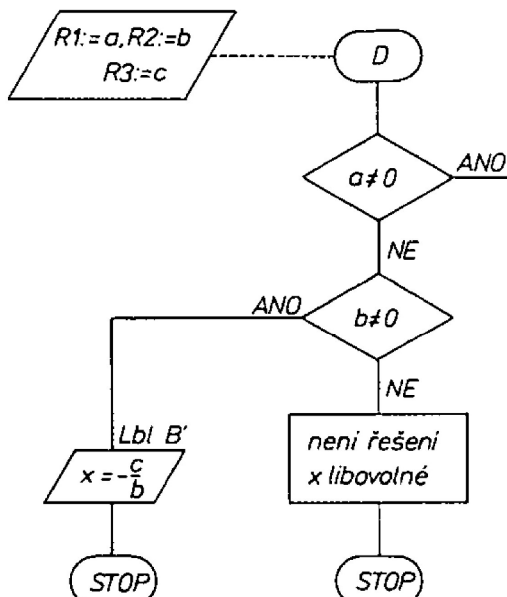 R1:=a, R2:=b
R3:=c
D
a≠0
ANO
NE
ANO
b≠0
NE
Lbl B'
x=-c/b
není řešení
x libovolné
STOP
STOP